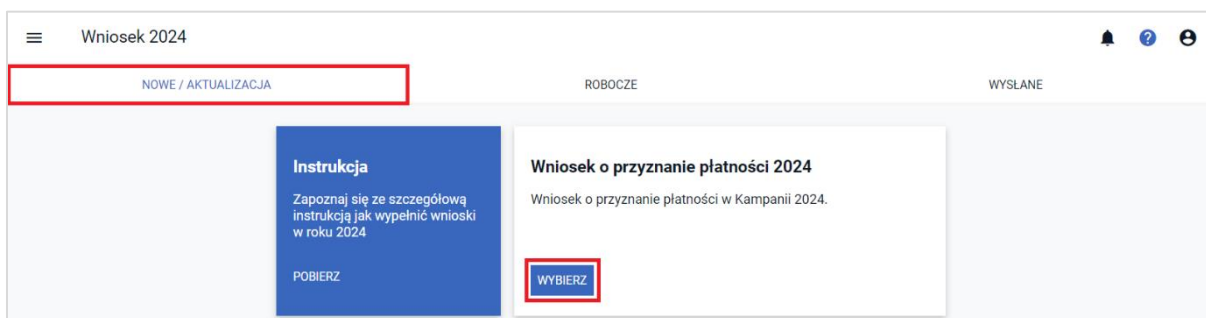 Wniosek 2024
NOWE / AKTUALIZACJA
ROBOCZE
WYSŁANE
Instrukcja
Zapoznaj się ze szczegółową
instrukcją jak wypełnić wnioski
w roku 2024
POBIERZ
Wniosek o przyznanie płatności 2024
Wniosek o przyznanie płatności w Kampanii 2024.
WYBIERZ